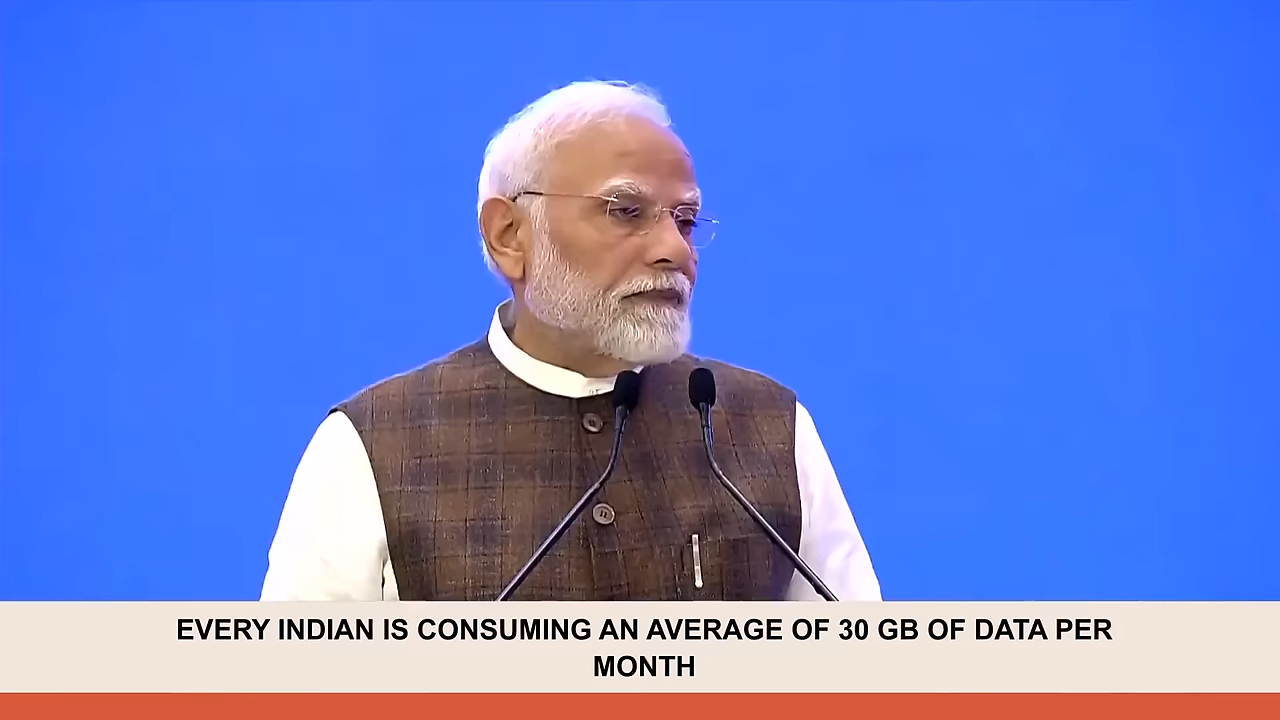 EVERY INDIAN IS CONSUMING AN AVERAGE OF 30 GB OF DATA PER
MONTH